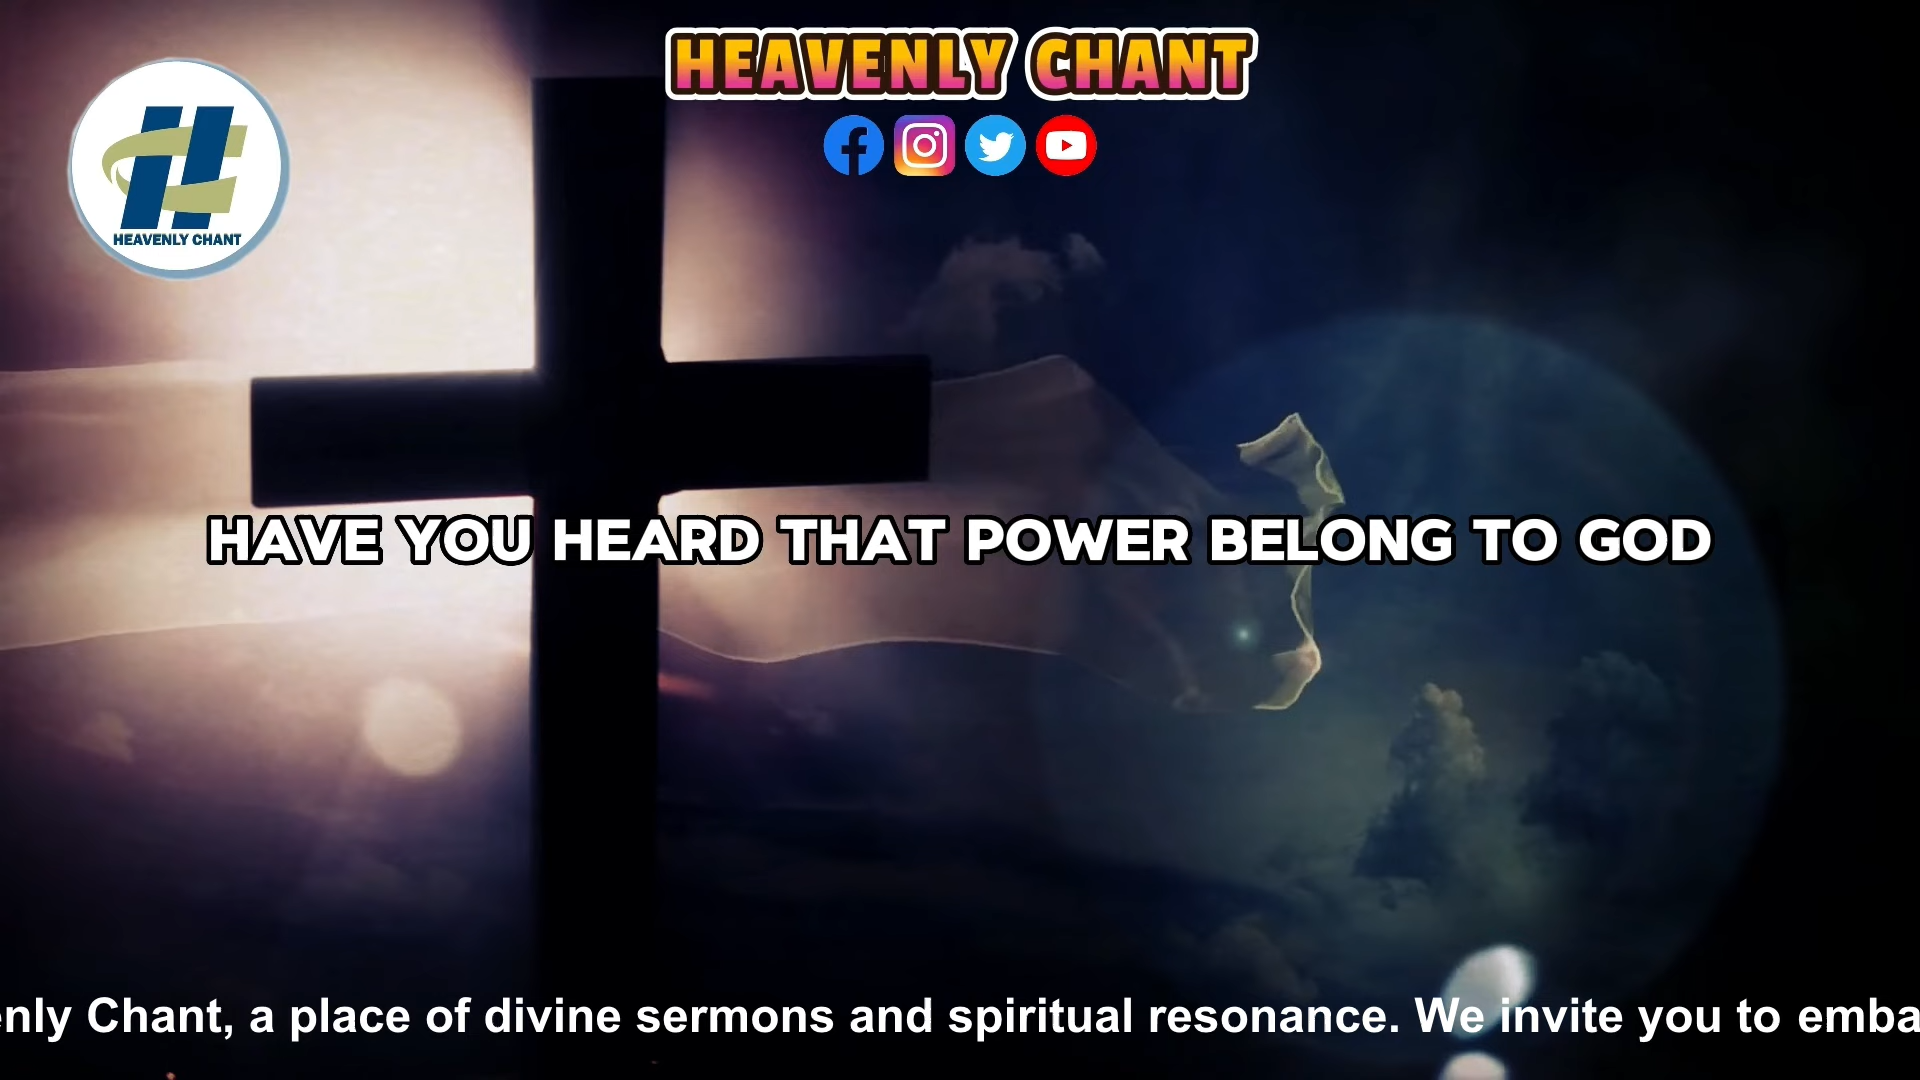 HEAVENLY CHANT
HEAVENLY CHANT
HAVE YOU HEARD THAT POWER BELONG TO GOD
enly Chant, a place of divine sermons and spiritual resonance. We invite you to emba